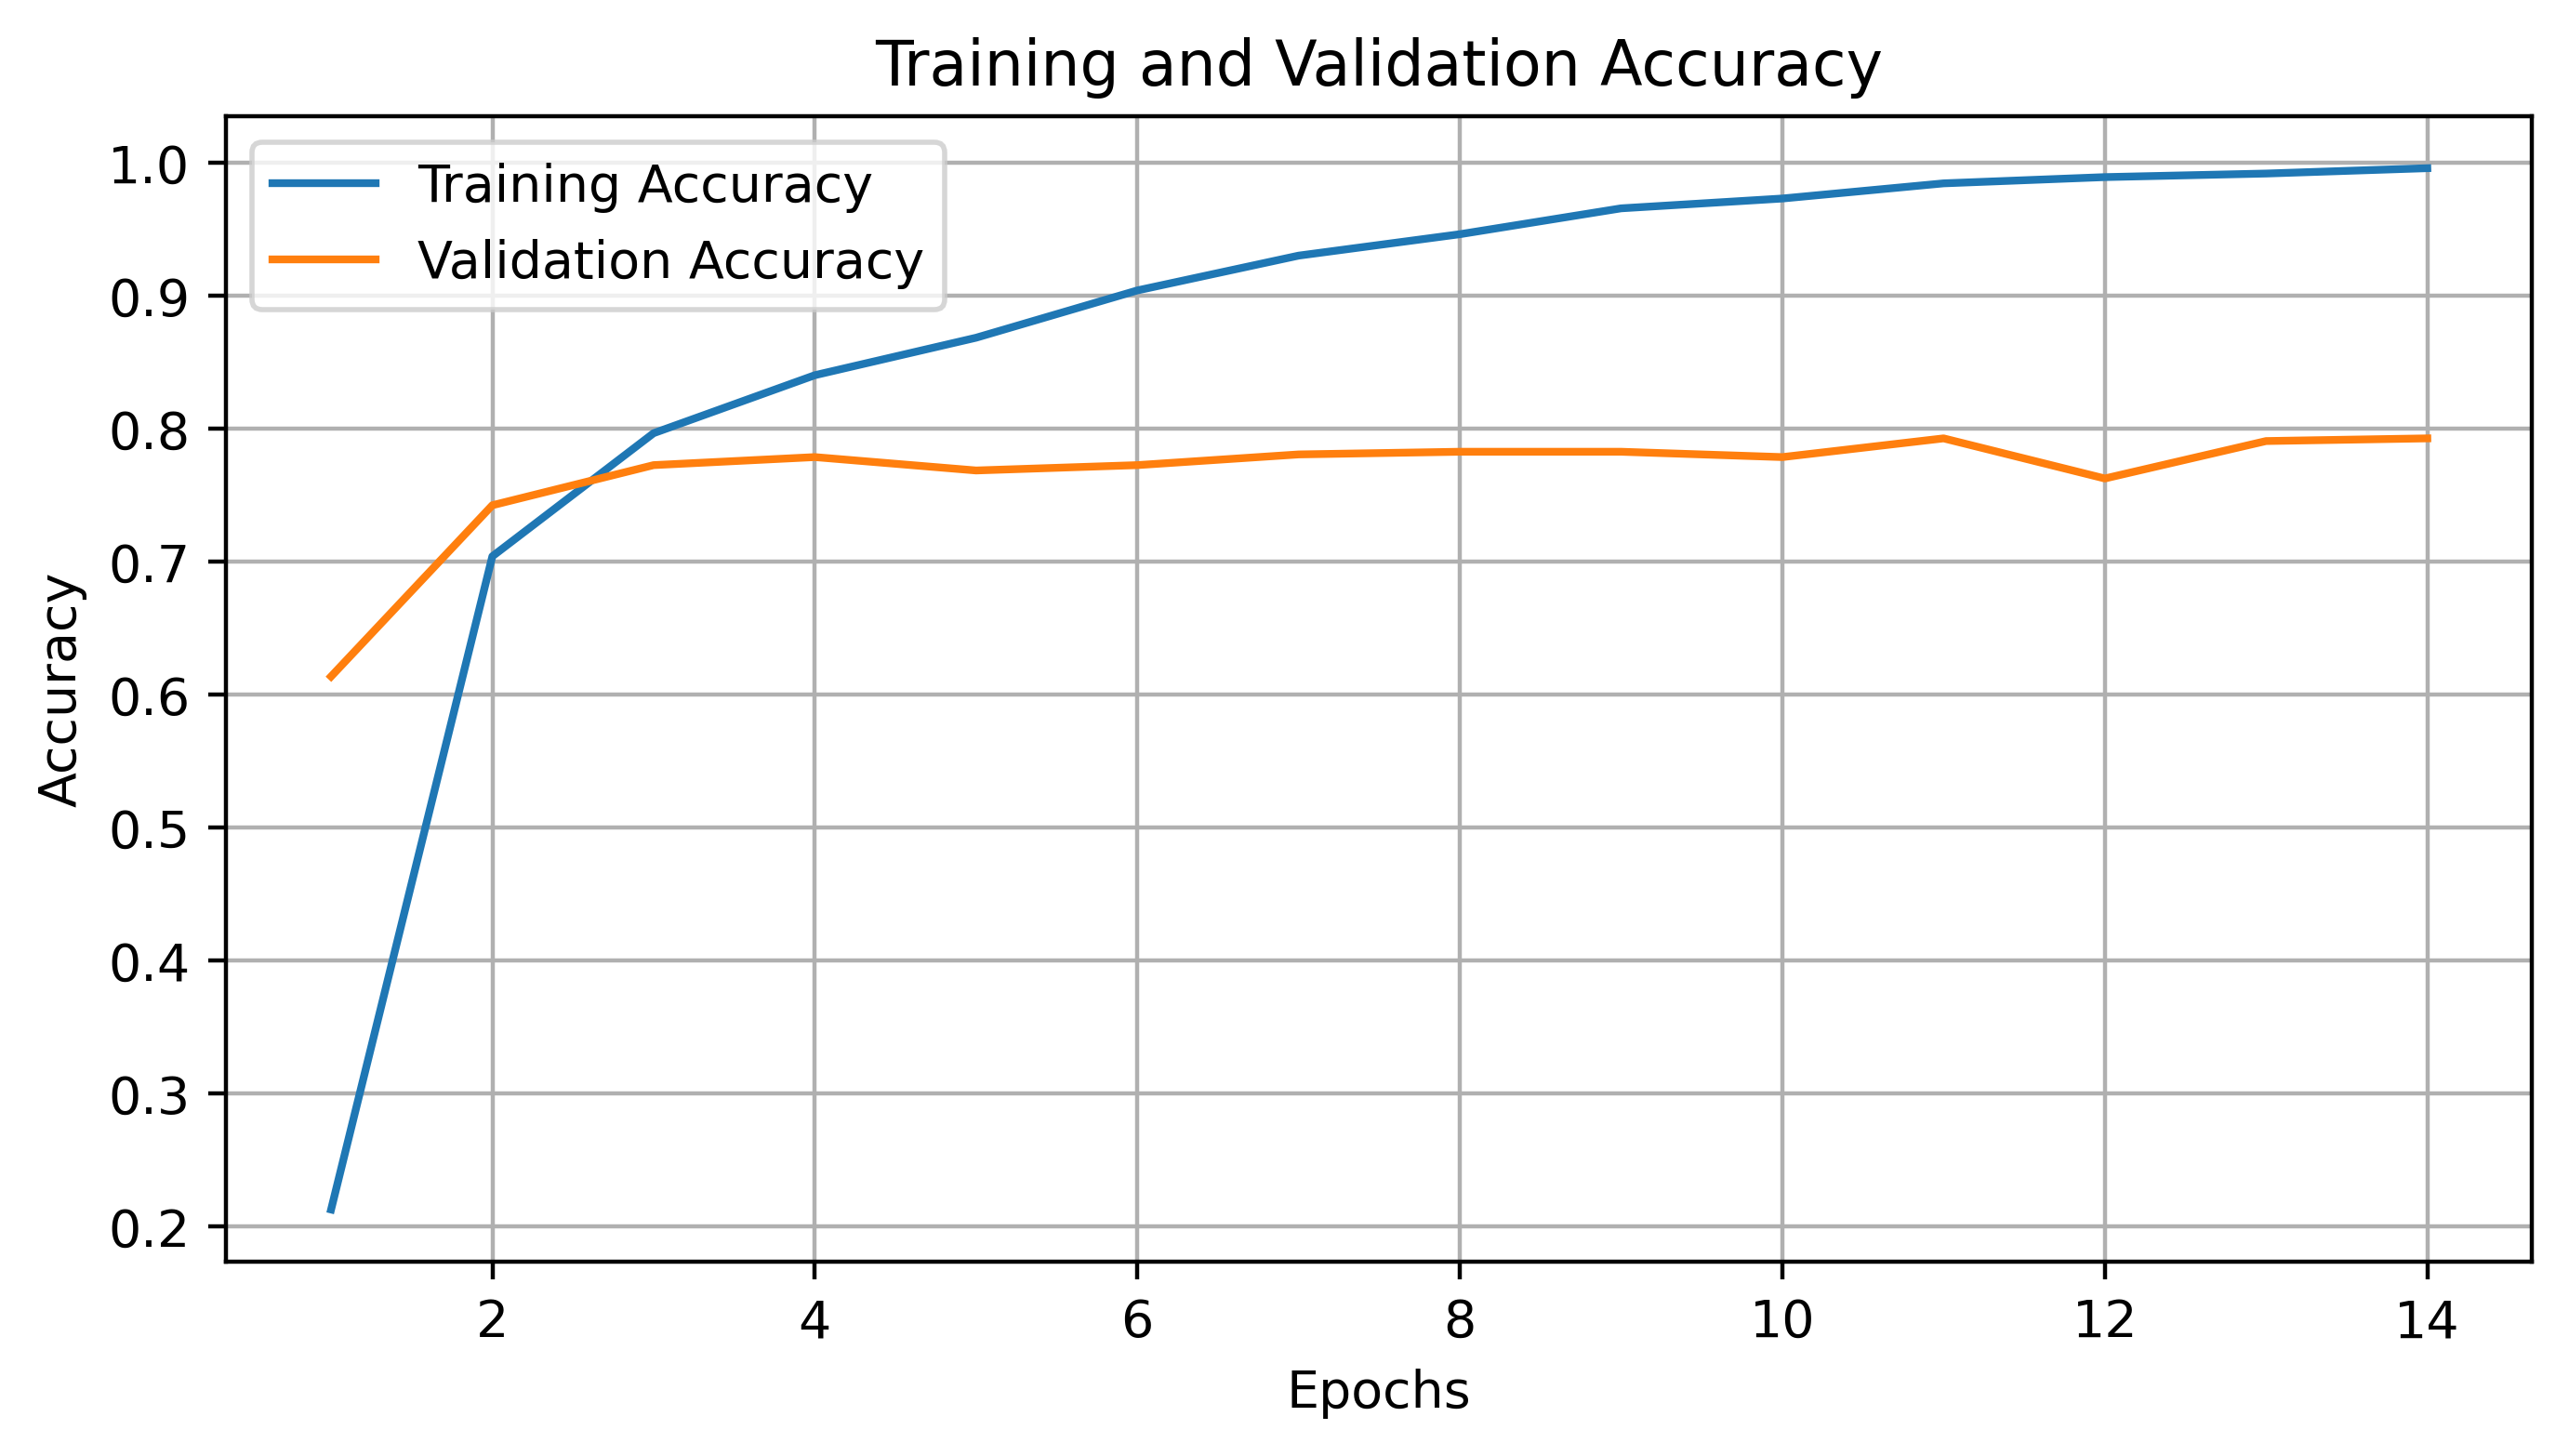 Training and Validation Accuracy
Training Accuracy
Validation Accuracy
1.0
0.9
0.8
0.7
0.6
0.5
0.4
0.3
0.2
Accuracy
2 4 6 8 10 12 14
Epochs